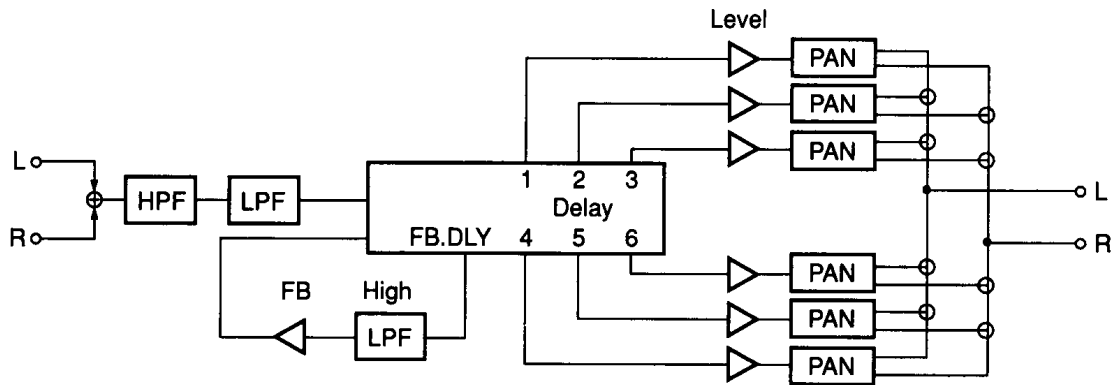 Level
PAN
PAN
PAN
L
HPF
LPF
1 2 3
Delay
R
FB.DLY 4 5 6
L
R
FB
High
LPF
PAN
PAN
PAN